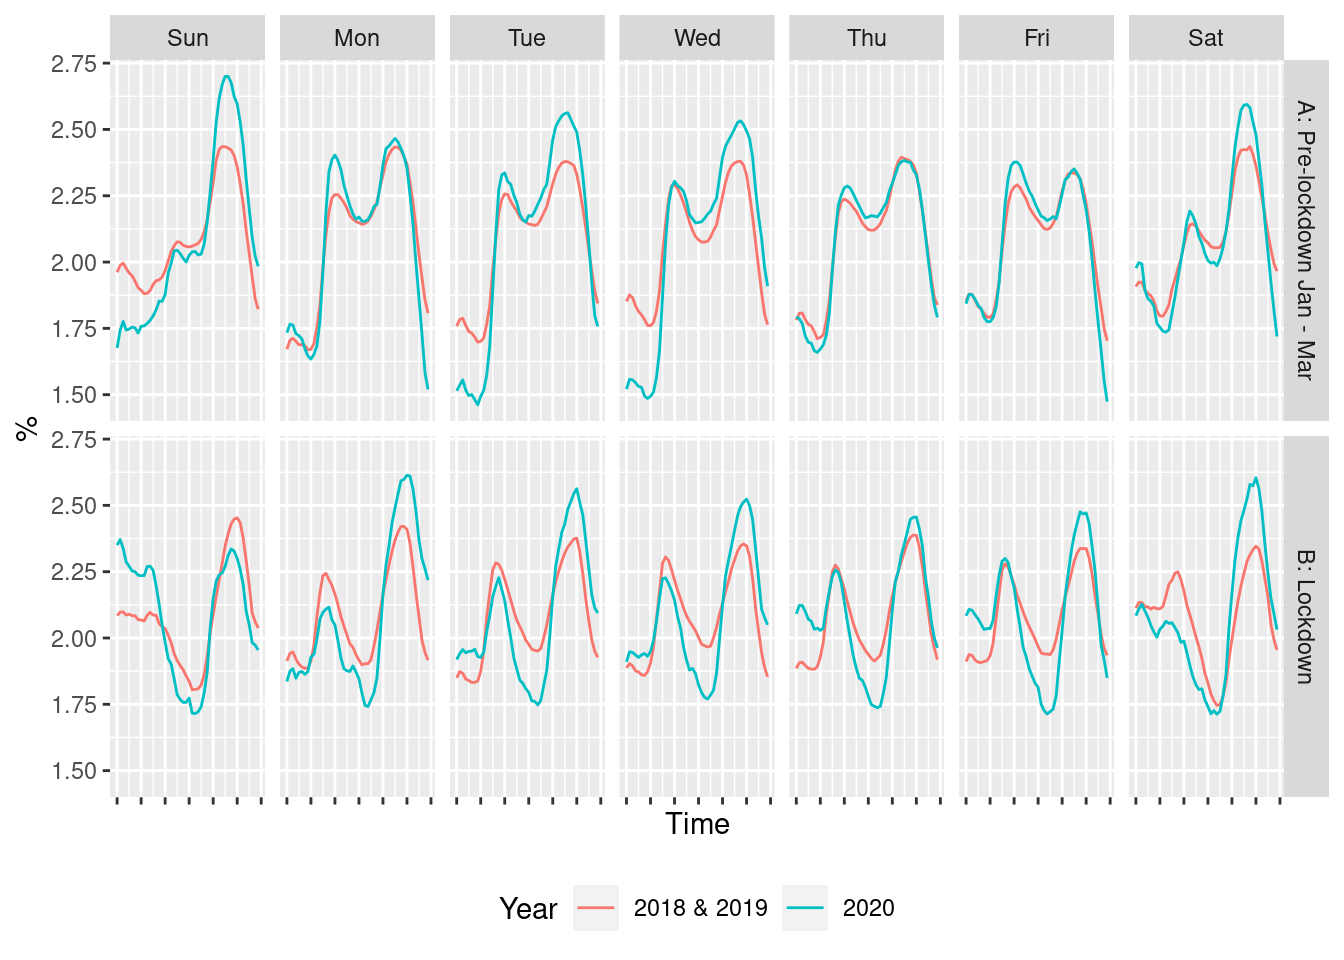 Sun Mon Tue Wed Thu Fri Sat
2.75
2.50
2.25
2.00
1.75
1.50
A: Pre-lockdown Jan - Mar
%
2.75
2.50
2.25
2.00
1.75
1.50
B: Lockdown
Time
Year 2018 & 2019 2020